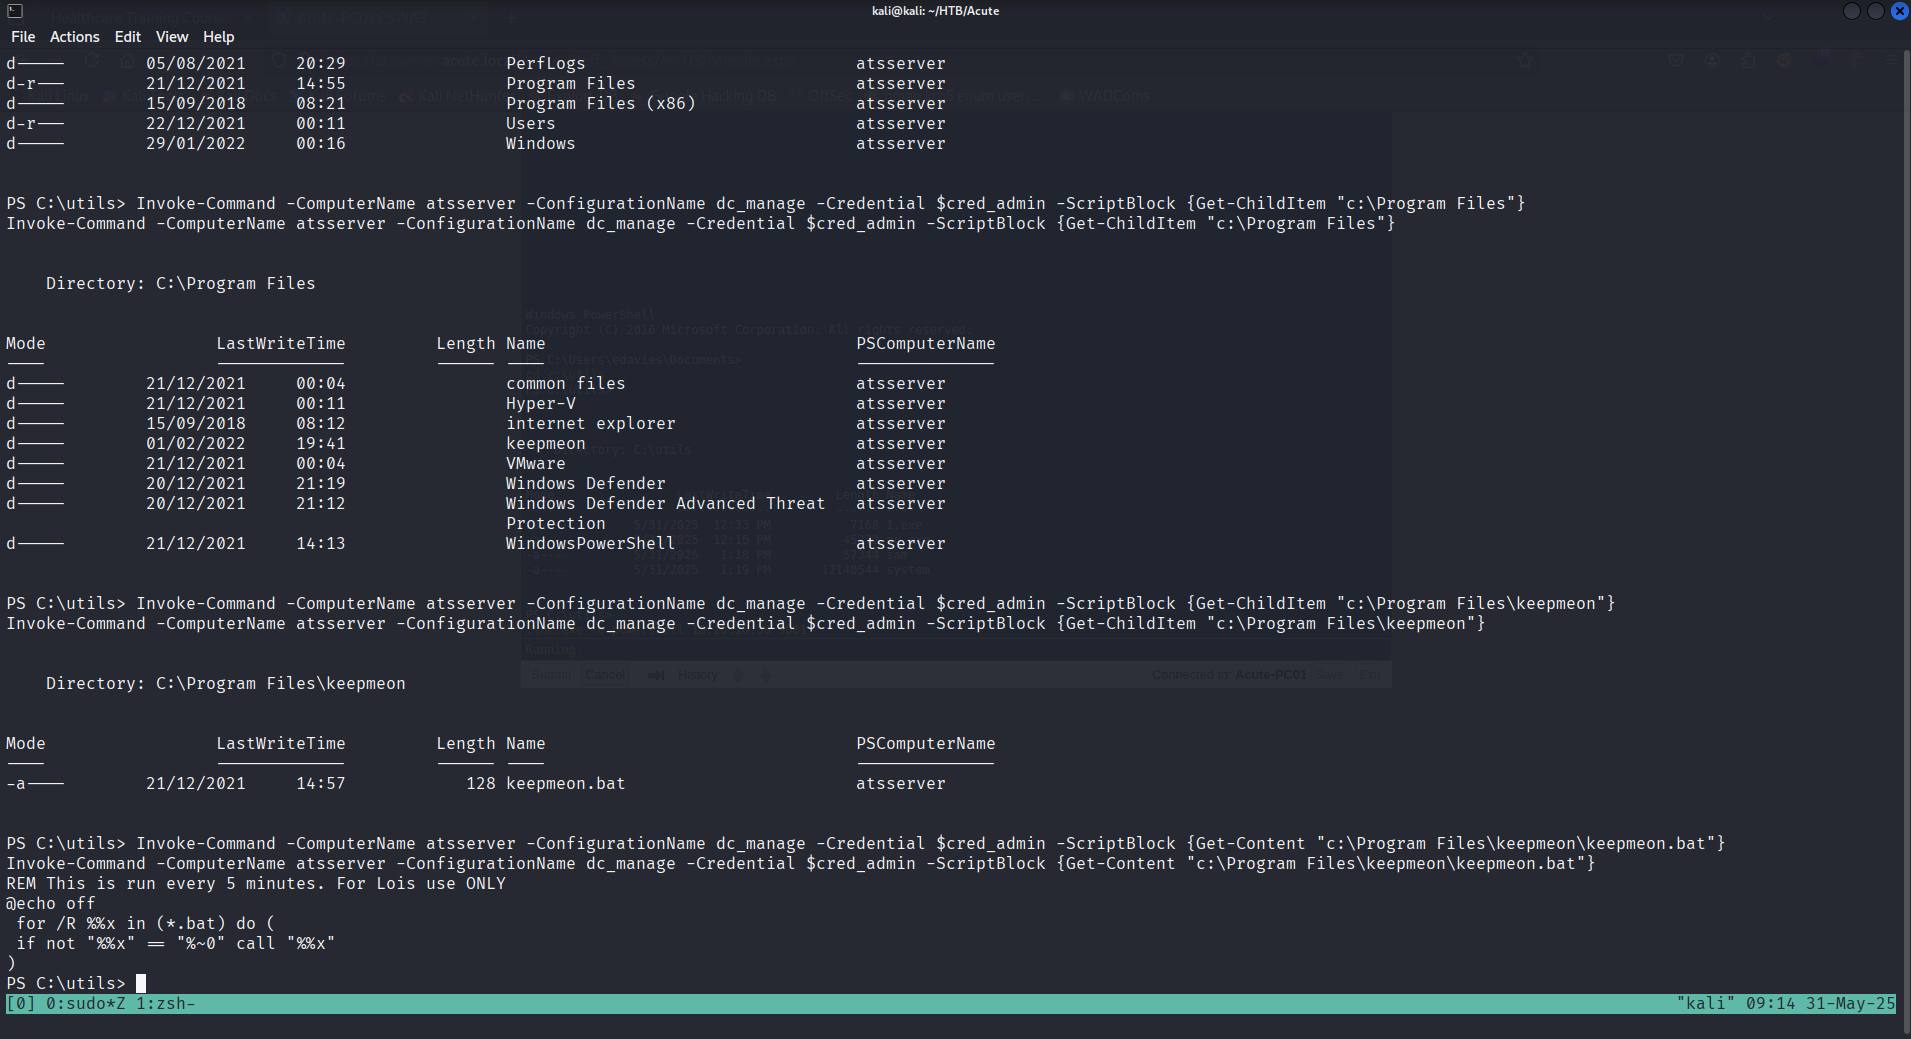 kali@kali: ~/HTB/Acute
File Actions Edit View Help
d----- 05/08/2021 20:29 PerfLogs atsserver
d-r--- 21/12/2021 14:55 Program Files atsserver
d----- 15/09/2018 08:21 Program Files (x86) atsserver
d-r--- 22/12/2021 00:11 Users atsserver
d----- 29/01/2022 00:16 Windows atsserver
PS C:\utils> Invoke-Command -ComputerName atsserver -ConfigurationName dc_manage -Credential $cred_admin -ScriptBlock {Get-ChildItem "c:\Program Files"}
Invoke-Command -ComputerName atsserver -ConfigurationName dc_manage -Credential $cred_admin -ScriptBlock {Get-ChildItem "c:\Program Files"}
Directory: C:\Program Files
Mode LastWriteTime Length Name PSComputerName
---- ------------- ------ ---- --------------
d----- 21/12/2021 00:04 common files atsserver
d----- 21/12/2021 00:11 Hyper-V atsserver
d----- 15/09/2018 08:12 internet explorer atsserver
d----- 01/02/2022 19:41 keepmeon atsserver
d----- 21/12/2021 00:04 VMware atsserver
d----- 20/12/2021 21:19 Windows Defender atsserver
d----- 20/12/2021 21:12 Windows Defender Advanced Threat atsserver
Protection
d----- 21/12/2021 14:13 WindowsPowerShell atsserver
PS C:\utils> Invoke-Command -ComputerName atsserver -ConfigurationName dc_manage -Credential $cred_admin -ScriptBlock {Get-ChildItem "c:\Program Files\keepmeon"}
Invoke-Command -ComputerName atsserver -ConfigurationName dc_manage -Credential $cred_admin -ScriptBlock {Get-ChildItem "c:\Program Files\keepmeon"}
Directory: C:\Program Files\keepmeon
Mode LastWriteTime Length Name PSComputerName
---- ------------- ------ ---- --------------
-a---- 21/12/2021 14:57 128 keepmeon.bat atsserver
PS C:\utils> Invoke-Command -ComputerName atsserver -ConfigurationName dc_manage -Credential $cred_admin -ScriptBlock {Get-Content "c:\Program Files\keepmeon\keepmeon.bat"}
Invoke-Command -ComputerName atsserver -ConfigurationName dc_manage -Credential $cred_admin -ScriptBlock {Get-Content "c:\Program Files\keepmeon\keepmeon.bat"}
REM This is run every 5 minutes. For Lois use ONLY
@echo off
for /R %%x in (*.bat) do (
if not "%%x" == "%~0" call "%%x"
)
PS C:\utils>
[0] 0:sudo*Z 1:zsh- "kali" 09:14 31-May-25